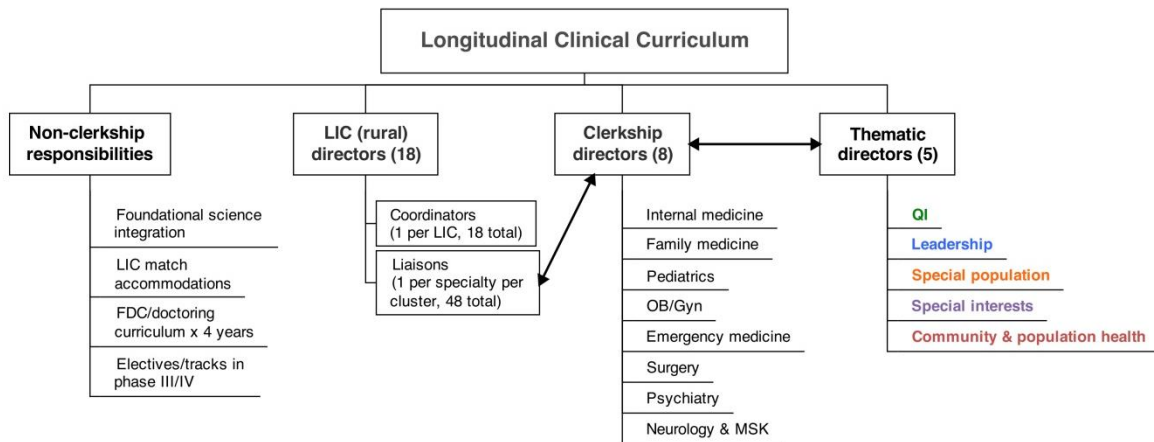 Longitudinal Clinical Curriculum
Non-clerkship
responsibilities
Foundational science
integration
LIC match
accommodations
FDC/doctoring
curriculum x 4 years
Electives/tracks in
phase III/IV
LIC (rural)
directors (18)
Coordinators
(1 per LIC, 18 total)
Liaisons
(1 per specialty per
cluster, 48 total)
Clerkship
directors (8)
Internal medicine
Family medicine
Pediatrics
OB/Gyn
Emergency medicine
Surgery
Psychiatry
Neurology & MSK
Thematic
directors (5)
QI
Leadership
Special population
Special interests
Community & population health